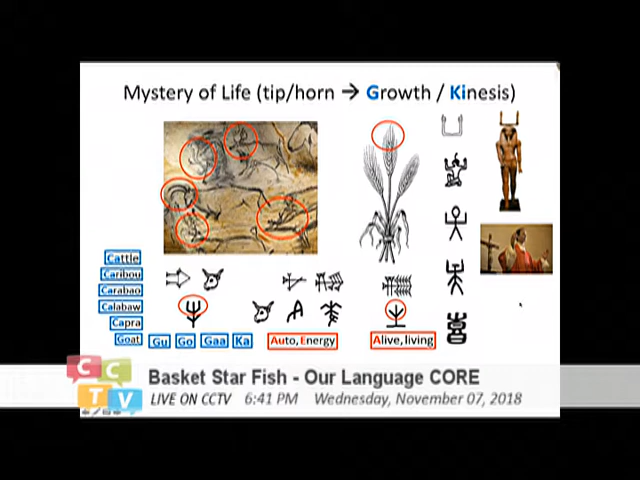 Mystery of Life (tip/horn → Growth / Kinesis)
Cattle
Caribou
Carabao
Calabaw
Capra
Goat
Gu
Go
Gaa
Ka
Auto, Energy
Alive, living
CCTV
Basket Star Fish - Our Language CORE
LIVE ON CCTV 6:41 PM Wednesday, November 07, 2018